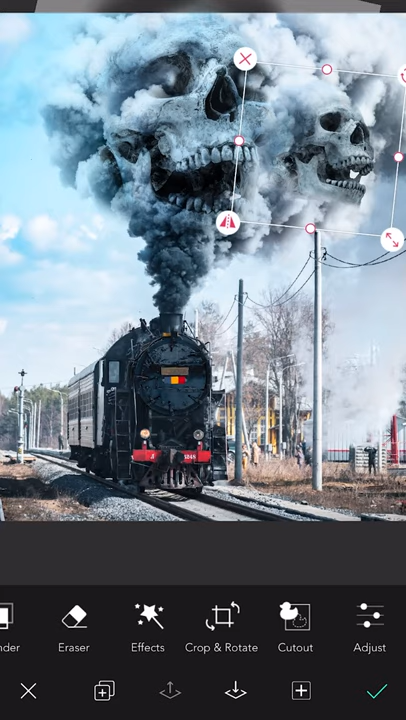 nder
Eraser
Effects
Crop & Rotate
Cutout
Adjust